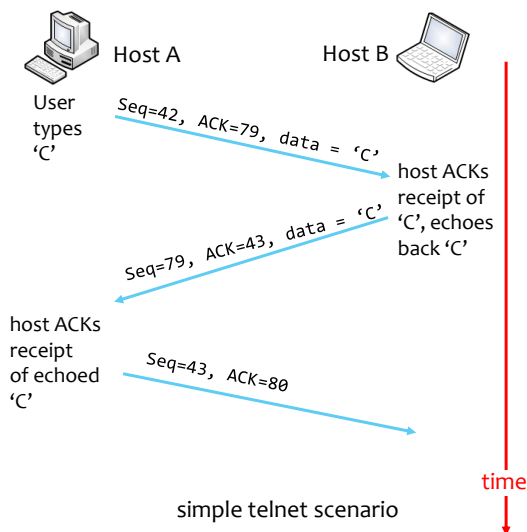 Host A
Host B
User
types
‘C’
Seq=42, ACK=79, data = ‘C’
host ACKs
receipt of
‘C’, echoes
back ‘C’
Seq=79, ACK=43, data = ‘C’
host ACKs
receipt
of echoed
‘C’
Seq=43, ACK=80
time
simple telnet scenario